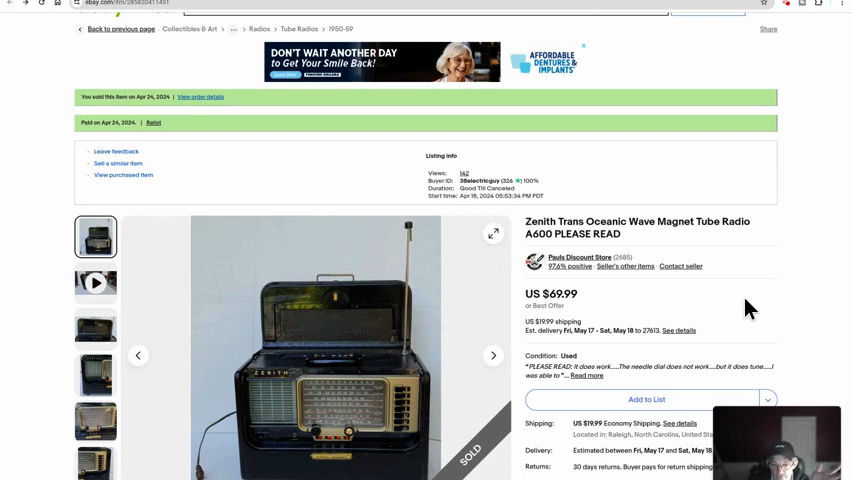 ebay.com/itm/285820411451
Back to previous page
Collectibles & Art > ... > Radios > Tube Radios > 1950-59
Share
DON'T WAIT ANOTHER DAY
to Get Your Smile Back!
AFFORDABLE
DENTURES &
IMPLANTS
You sold this item on Apr 24, 2024 | View order details
Paid on Apr 24, 2024. | Relist
Leave feedback
Sell a similar item
View purchased item
Listing info
Views: 142
Buyer ID: 36electricguy (326) 100%
Duration: Good Till Canceled
Start time: Apr 18, 2024 05:53:34 PM PDT
Zenith Trans Oceanic Wave Magnet Tube Radio
A600 PLEASE READ
Pauls Discount Store (2685)
97.6% positive · Seller's other items · Contact seller
US $69.99
or Best Offer
US $19.99 shipping
Est. delivery Fri, May 17 - Sat, May 18 to 27613. See details
Condition: Used
"PLEASE READ: It does work.....The needle dial does not work....but it does tune.....I
was able to"... Read more
Add to List
Shipping: US $19.99 Economy Shipping. See details
Located in: Raleigh, North Carolina, United Sta
Delivery: Estimated between Fri, May 17 and Sat, May 18
Returns: 30 days returns. Buyer pays for return shipping
ZENITH
SOLD